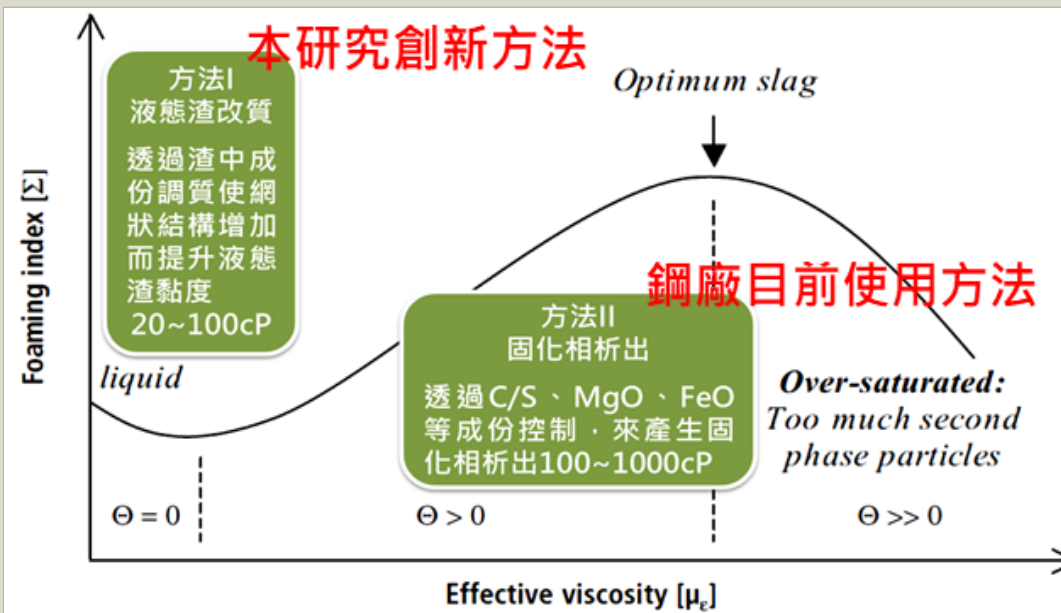 本研究創新方法
方法I
液態渣改質
透過渣中成
份調質使網
狀結構增加
而提升液態
渣黏度
20~100cP
Optimum slag
鋼廠目前使用方法
方法II
固化相析出
透過C/S、MgO、FeO
等成份控制，來產生固
化相析出100~1000cP
liquid
Over-saturated:
Too much second
phase particles
Θ = 0
Θ > 0
Θ >> 0
Foaming index [Σ]
Effective viscosity [με]